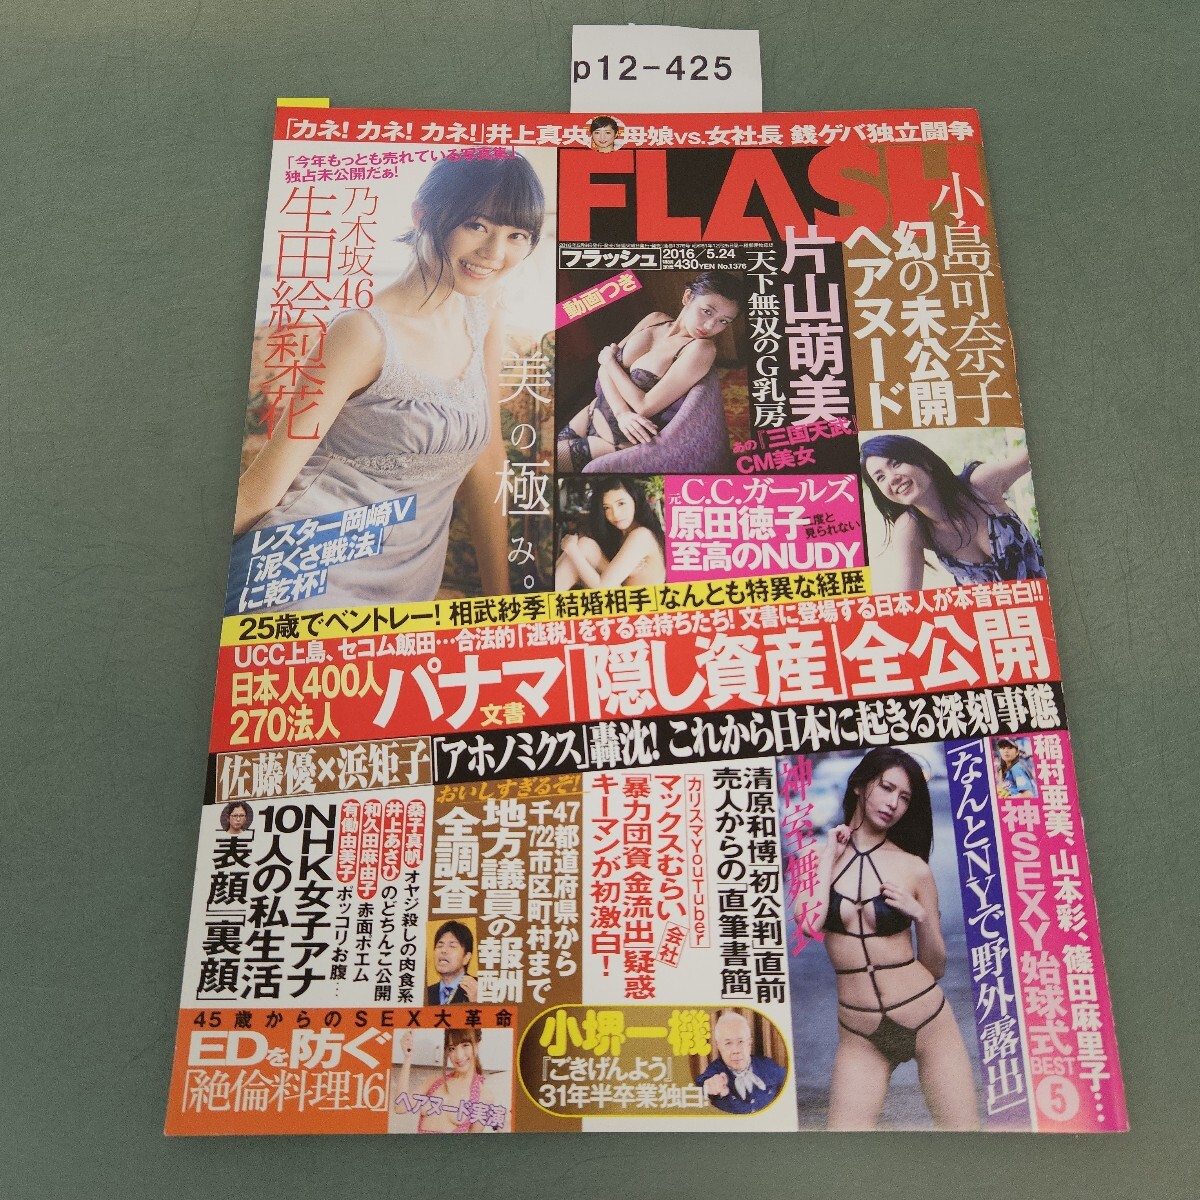 p12-425
「カネ! カネ! カネ!」井上真央 母娘vs.女社長 銭ゲバ独立闘争
FLASH
フラッシュ
2016/5.24
430YEN No.1376
「今年もっとも売れている写真集」
独占未公開だぁ!
乃木坂46
生田絵梨花
美の極み。
レスター岡崎V
「泥くさ戦法」
に乾杯!
動画つき
片山萌美
天下無双のG乳房
あの『三国天武』
CM美女
小島可奈子
幻の未公開
ヘアヌード
元C.C.ガールズ
原田徳子
二度と
見られない
至高のNUDY
25歳でベントレー! 相武紗季「結婚相手」なんとも特異な経歴
UCC上島、セコム飯田…合法的「逃税」をする金持ちたち! 文書に登場する日本人が本音告白!!
日本人400人
270法人
パナマ文書「隠し資産」全公開
佐藤優×浜矩子「アホノミクス」轟沈! これから日本に起きる深刻事態
稲村亜美、山本彩、篠田麻里子…
神SEXY始球式
BEST
5
「なんとNYで野外露出」
神室舞衣
清原和博「初公判」直前
売人からの「直筆書簡」
カリスマYouTuber
マックスむらい会社
「暴力団資金流出」疑惑
キーマンが初激白!
おいしすぎるぞ!
47都道府県から
千722市区町村まで
地方議員の報酬
全調査
桑子真帆 オヤジ殺しの肉食系
井上あさひ のどちんこ公開
和久田麻由子 赤面ポエム
有働由美子 ポッコリお腹…
NHK女子アナ
10人の私生活
「表顔」「裏顔」
45歳からのSEX大革命
EDを防ぐ
「絶倫料理16」
ヘアヌード実演
小堺一機
『ごきげんよう』
31年半卒業独白!